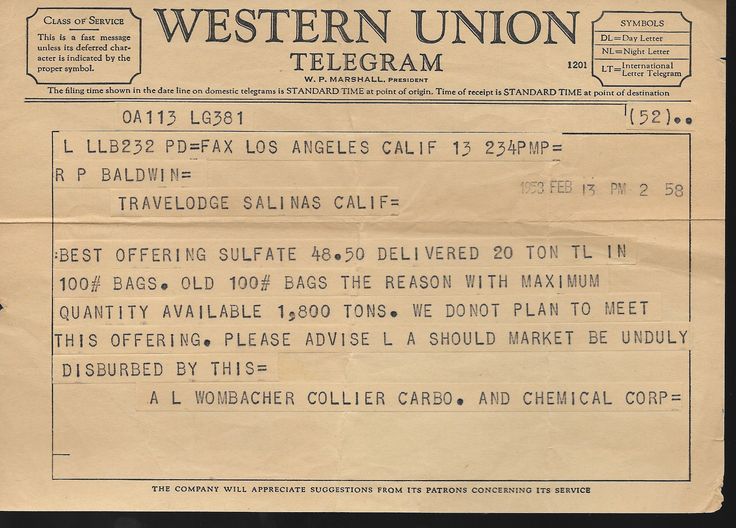 CLASS OF SERVICE
This is a fast message
unless its deferred char-
acter is indicated by the
proper symbol.
WESTERN UNION
TELEGRAM
W. P. MARSHALL, PRESIDENT
1201
SYMBOLS
DL=Day Letter
NL=Night Letter
LT=International Letter Telegram
The filing time shown in the date line on domestic telegrams is STANDARD TIME at point of origin. Time of receipt is STANDARD TIME at point of destination
OA113 LG381 (52)..
L LLB232 PD=FAX LOS ANGELES CALIF 13 234PMP=
R P BALDWIN=
1958 FEB 13 PM 2 58
TRAVELODGE SALINAS CALIF=
:BEST OFFERING SULFATE 48.50 DELIVERED 20 TON TL IN
100# BAGS. OLD 100# BAGS THE REASON WITH MAXIMUM
QUANTITY AVAILABLE 1,800 TONS. WE DONOT PLAN TO MEET
THIS OFFERING. PLEASE ADVISE L A SHOULD MARKET BE UNDULY
DISBURBED BY THIS=
A L WOMBACHER COLLIER CARBO. AND CHEMICAL CORP=
THE COMPANY WILL APPRECIATE SUGGESTIONS FROM ITS PATRONS CONCERNING ITS SERVICE